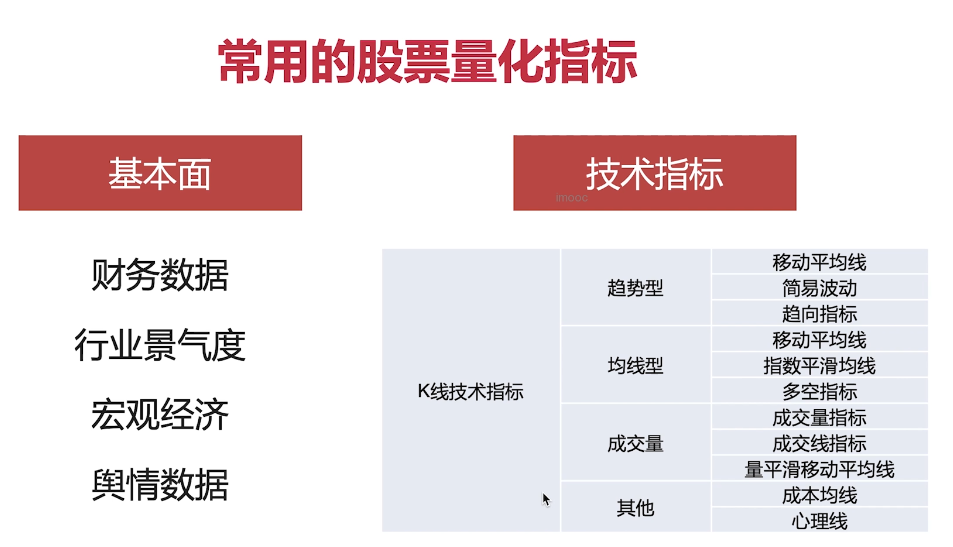 常用的股票量化指标
基本面
技术指标
imooc
财务数据
行业景气度
宏观经济
舆情数据
K线技术指标
趋势型
移动平均线
简易波动
趋向指标
均线型
移动平均线
指数平滑均线
多空指标
成交量
成交量指标
成交线指标
量平滑移动平均线
其他
成本均线
心理线